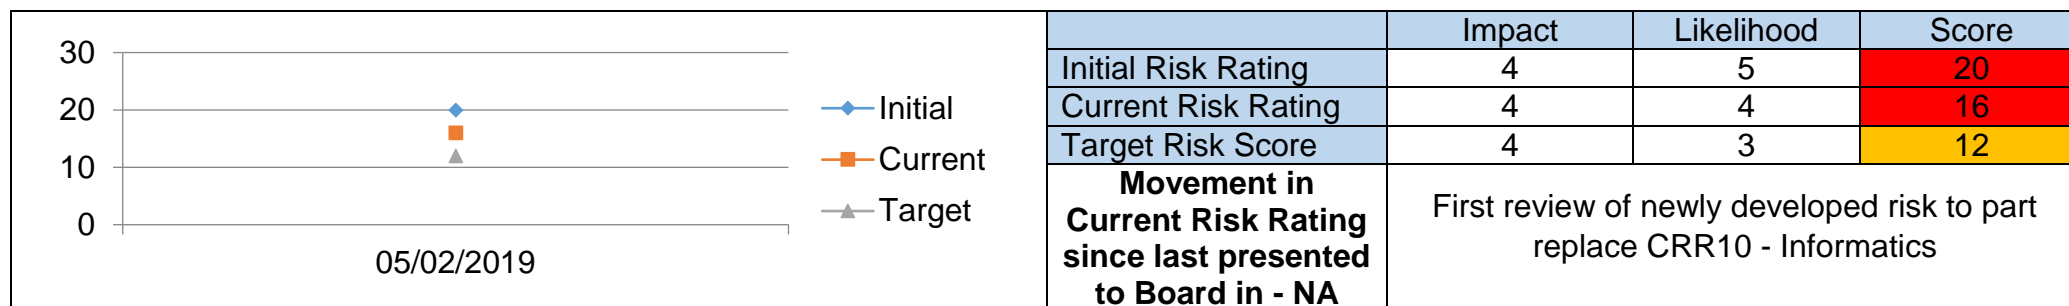 30
20
10
0
05/02/2019
Initial
Current
Target
Impact Likelihood Score
Initial Risk Rating 4 5 20
Current Risk Rating 4 4 16
Target Risk Score 4 3 12
Movement in
Current Risk Rating
since last presented
to Board in - NA
First review of newly developed risk to part
replace CRR10 - Informatics